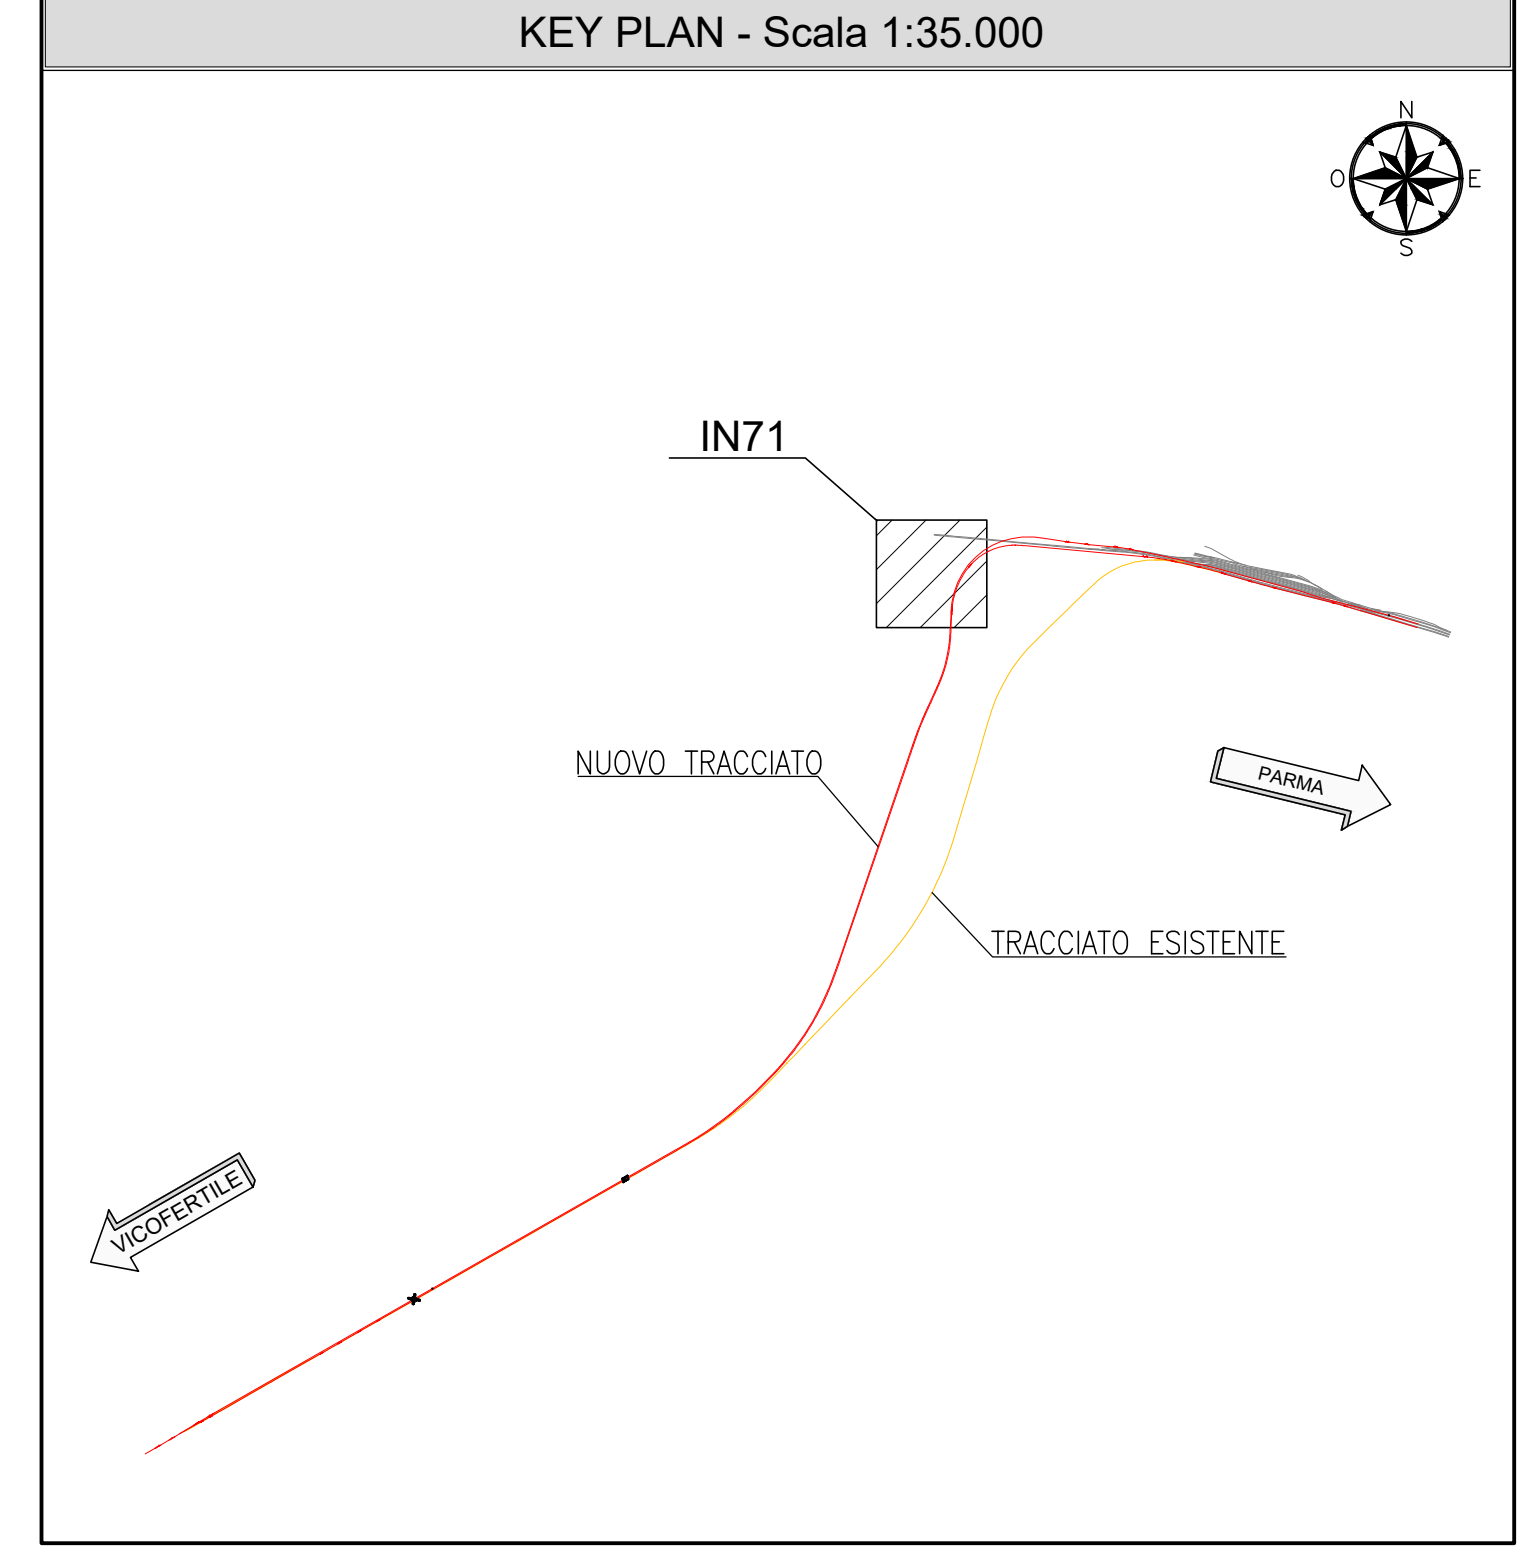 KEY PLAN - Scala 1:35.000
N
O
E
S
IN71
NUOVO TRACCIATO
PARMA
TRACCIATO ESISTENTE
VICOFERTILE